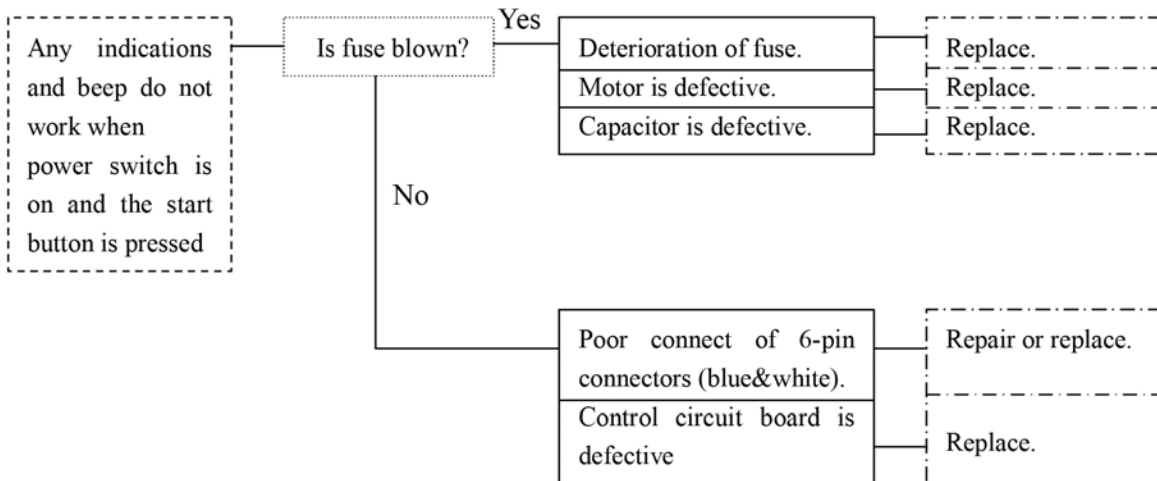 Any indications
and beep do not
work when
power switch is
on and the start
button is pressed
Is fuse blown?
Yes
Deterioration of fuse.
Replace.
Motor is defective.
Replace.
Capacitor is defective.
Replace.
No
Poor connect of 6-pin
connectors (blue&white).
Repair or replace.
Control circuit board is
defective
Replace.